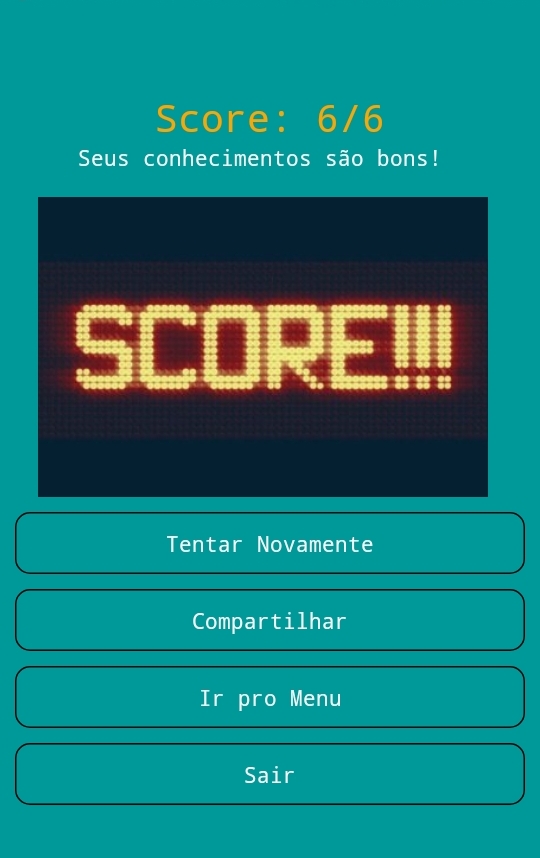 Score: 6/6
Seus conhecimentos são bons!
SCORE!!!
Tentar Novamente
Compartilhar
Ir pro Menu
Sair